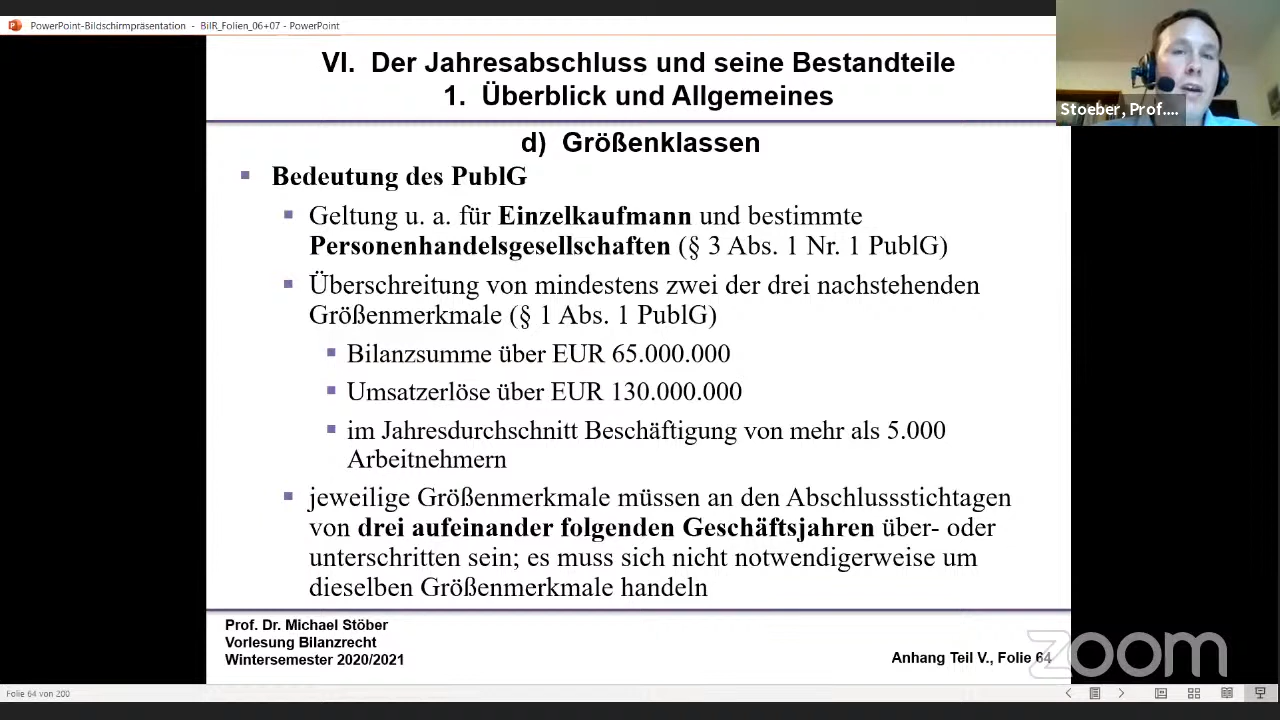 PowerPoint-Bildschirmpräsentation - BilR_Folien_06+07 - PowerPoint
VI. Der Jahresabschluss und seine Bestandteile
1. Überblick und Allgemeines
Stoeber, Prof....
d) Größenklassen
Bedeutung des PublG
Geltung u. a. für Einzelkaufmann und bestimmte
Personenhandelsgesellschaften (§ 3 Abs. 1 Nr. 1 PublG)
Überschreitung von mindestens zwei der drei nachstehenden
Größenmerkmale (§ 1 Abs. 1 PublG)
Bilanzsumme über EUR 65.000.000
Umsatzerlöse über EUR 130.000.000
im Jahresdurchschnitt Beschäftigung von mehr als 5.000
Arbeitnehmern
jeweilige Größenmerkmale müssen an den Abschlussstichtagen
von drei aufeinander folgenden Geschäftsjahren über- oder
unterschritten sein; es muss sich nicht notwendigerweise um
dieselben Größenmerkmale handeln
Prof. Dr. Michael Stöber
Vorlesung Bilanzrecht
Wintersemester 2020/2021
Anhang Teil V., Folie 64
zoom
Folie 64 von 200